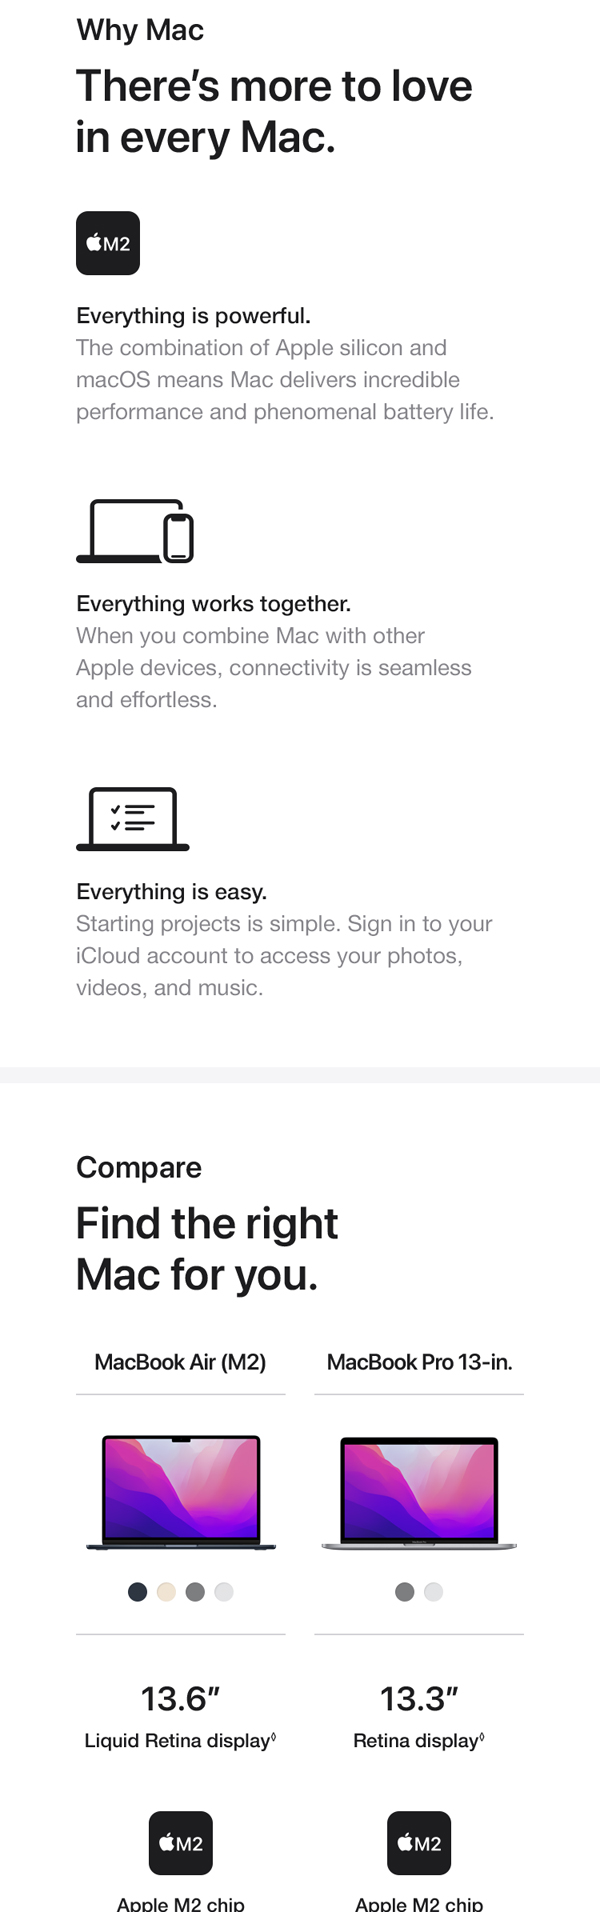 Why Mac
There’s more to love
in every Mac.
M2
Everything is powerful.
The combination of Apple silicon and
macOS means Mac delivers incredible
performance and phenomenal battery life.
Everything works together.
When you combine Mac with other
Apple devices, connectivity is seamless
and effortless.
Everything is easy.
Starting projects is simple. Sign in to your
iCloud account to access your photos,
videos, and music.
Compare
Find the right
Mac for you.
MacBook Air (M2)
MacBook Pro 13-in.
13.6”
Liquid Retina display◊
13.3”
Retina display◊
M2
Apple M2 chip
M2
Apple M2 chip